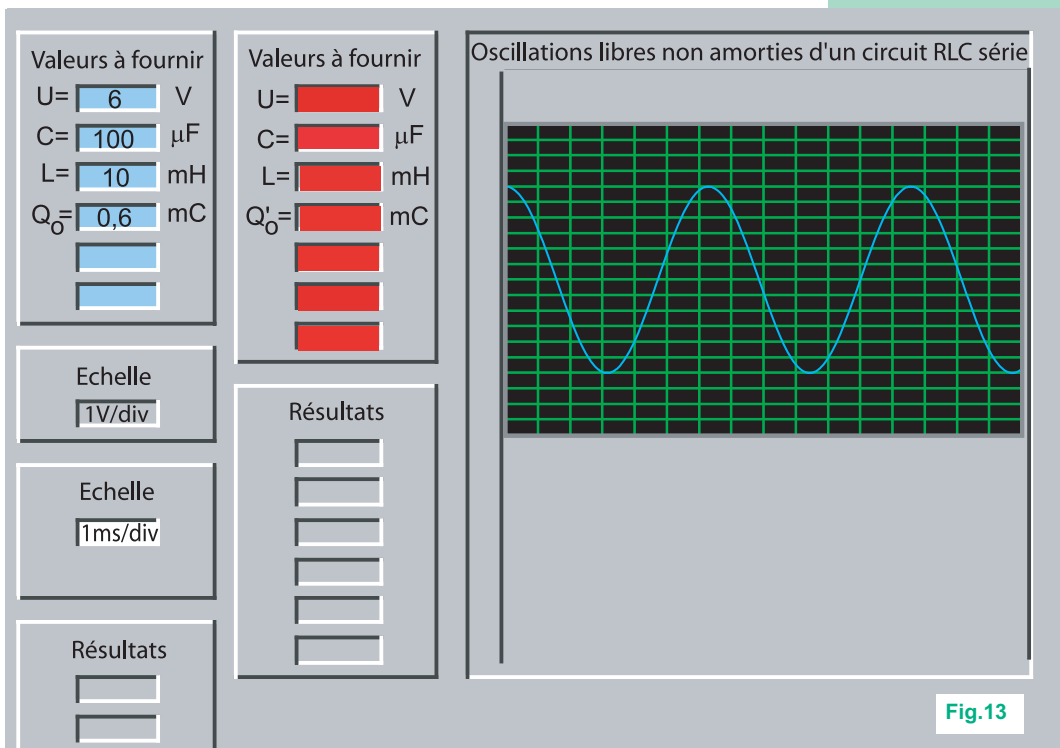 Valeurs à fournir
U= 6 V
C= 100 μF
L= 10 mH
Qo= 0,6 mC
Echelle
1V/div
Echelle
1ms/div
Résultats
Valeurs à fournir
U= V
C= μF
L= mH
Q'o= mC
Résultats
Oscillations libres non amorties d'un circuit RLC série
Fig.13